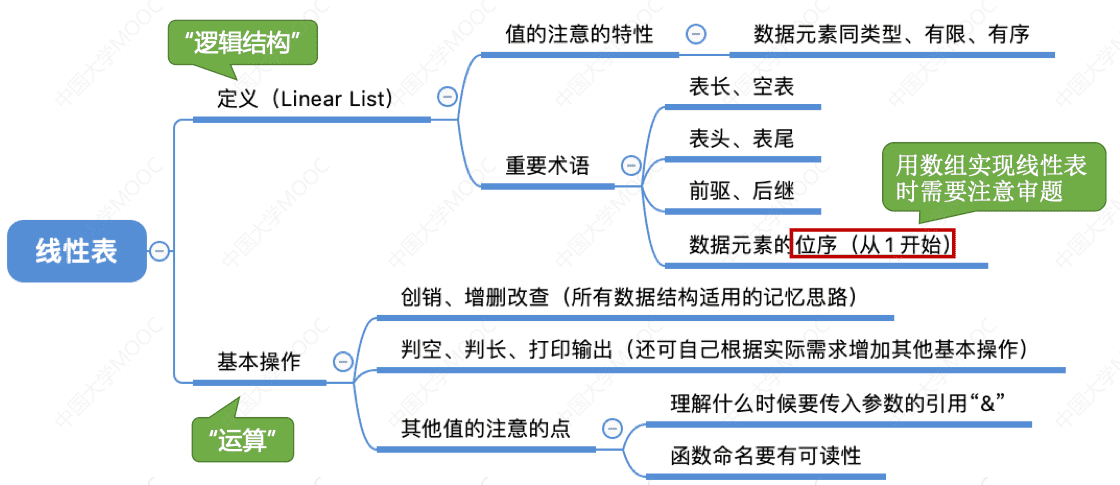 “逻辑结构”
值的注意的特性
数据元素同类型、有限、有序
定义（Linear List）
表长、空表
表头、表尾
重要术语
用数组实现线性表
时需要注意审题
前驱、后继
数据元素的位序（从1开始）
线性表
创销、增删改查（所有数据结构适用的记忆思路）
基本操作
判空、判长、打印输出（还可自己根据实际需求增加其他基本操作）
“运算”
其他值的注意的点
理解什么时候要传入参数的引用“&”
函数命名要有可读性
中国大学MOOC